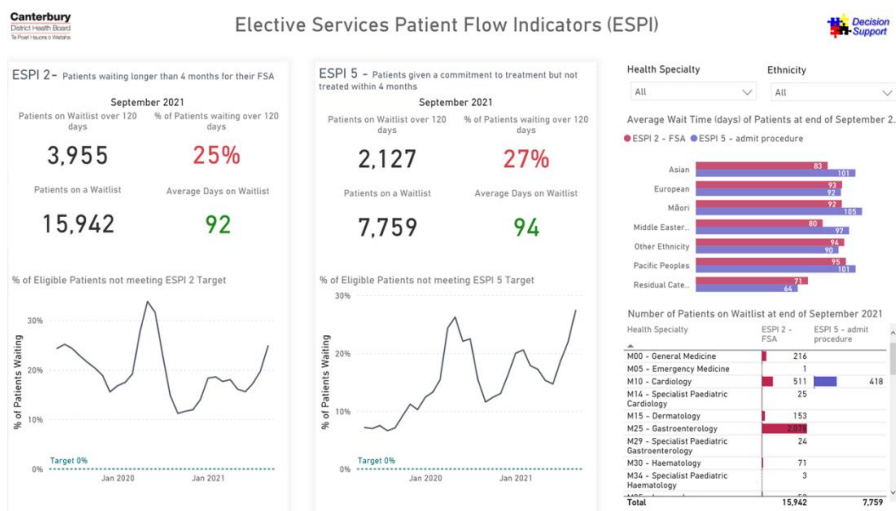 Canterbury
District Health Board
Te Poari Hauora ō Waitaha
Elective Services Patient Flow Indicators (ESPI)
Decision
Support
ESPI 2- Patients waiting longer than 4 months for their FSA
September 2021
Patients on Waitlist over 120 days
% of Patients waiting over 120 days
3,955
25%
Patients on a Waitlist
Average Days on Waitlist
15,942
92
% of Eligible Patients not meeting ESPI 2 Target
% of Patients Waiting
30%
20%
10%
0%
Target 0%
Jan 2020
Jan 2021
ESPI 5 - Patients given a commitment to treatment but not
treated within 4 months
September 2021
Patients on Waitlist over 120 days
% of Patients waiting over 120 days
2,127
27%
Patients on a Waitlist
Average Days on Waitlist
7,759
94
% of Eligible Patients not meeting ESPI 5 Target
% of Patients Waiting
30%
20%
10%
0%
Target 0%
Jan 2020
Jan 2021
Health Specialty
Ethnicity
All
All
Average Wait Time (days) of Patients at end of September 2...
ESPI 2 - FSA ESPI 5 - admit procedure
Asian 83 101
European 93 92
Māori 92 105
Middle Easter... 80 97
Other Ethnicity 94 90
Pacific Peoples 95 101
Residual Cate... 71 64
Number of Patients on Waitlist at end of September 2021
Health Specialty ESPI 2 - FSA ESPI 5 - admit procedure
M00 - General Medicine 216
M05 - Emergency Medicine 1
M10 - Cardiology 511 418
M14 - Specialist Paediatric Cardiology 25
M15 - Dermatology 153
M25 - Gastroenterology
M29 - Specialist Paediatric Gastroenterology 24
M30 - Haematology 71
M34 - Specialist Paediatric Haematology 3
Total 15,942 7,759